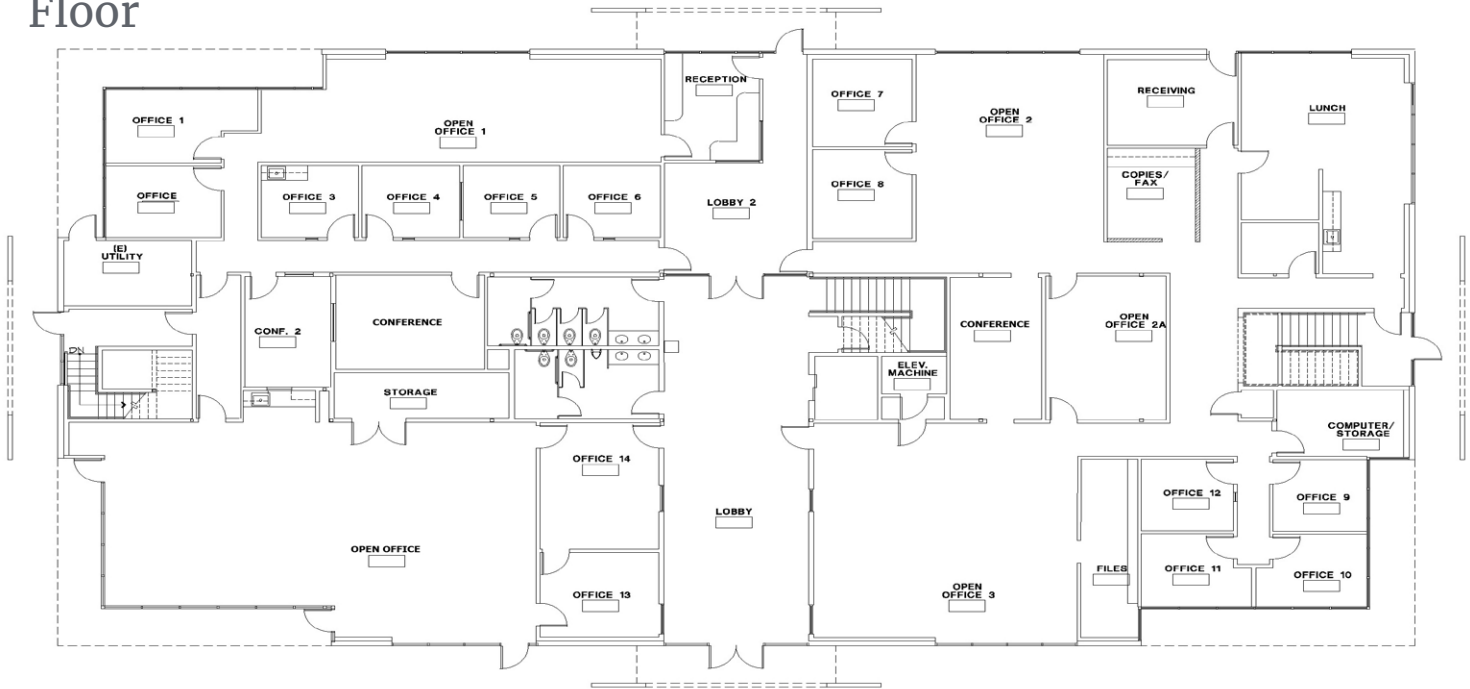 Floor
RECEPTION
OFFICE 7
RECEIVING
LUNCH
OFFICE 1
OPEN
OFFICE 1
OPEN
OFFICE 2
OFFICE
OFFICE 3
OFFICE 4
OFFICE 5
OFFICE 6
LOBBY 2
OFFICE 8
COPIES/
FAX
(E)
UTILITY
CONF. 2
CONFERENCE
CONFERENCE
OPEN
OFFICE 2A
DN
STORAGE
ELEV.
MACHINE
COMPUTER/
STORAGE
OFFICE 14
OFFICE 12
OFFICE 9
LOBBY
OPEN OFFICE
OFFICE 13
OPEN
OFFICE 3
FILES
OFFICE 11
OFFICE 10